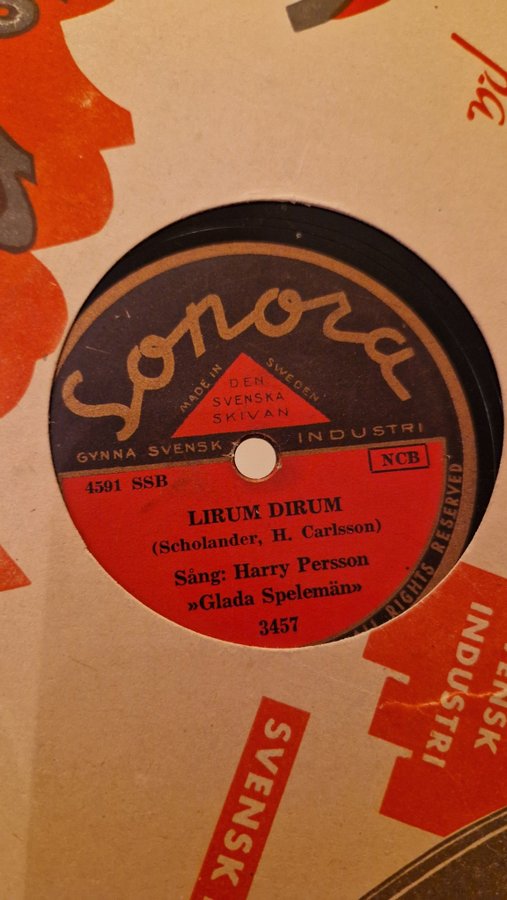 på
Sonora
MADE IN SWEDEN
DEN
SVENSKA
SKIVAN
GYNNA SVENSK INDUSTRI
4591 SSB
NCB
LIRUM DIRUM
(Scholander, H. Carlsson)
Sång: Harry Persson
»Glada Spelemän»
3457
ALL RIGHTS RESERVED
SVENSK
INDUSTRI
SVENSK